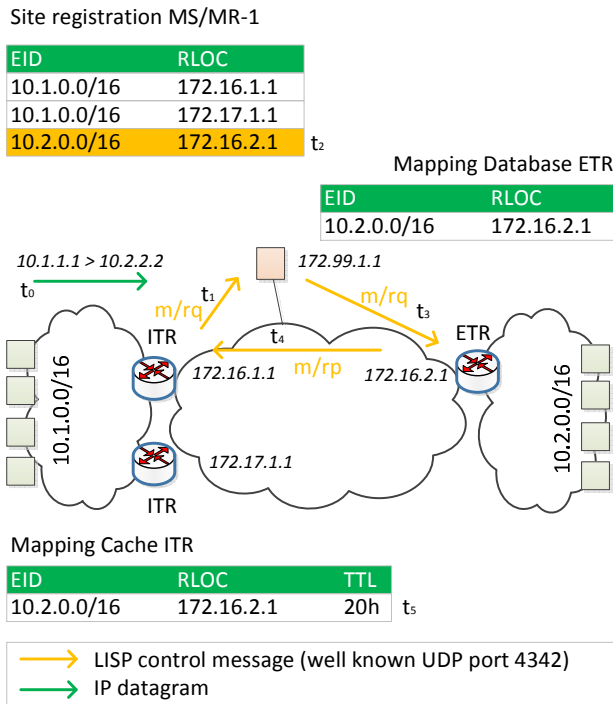 Site registration MS/MR-1
EID RLOC
10.1.0.0/16 172.16.1.1
10.1.0.0/16 172.17.1.1
10.2.0.0/16 172.16.2.1 t2
Mapping Database ETR
EID RLOC
10.2.0.0/16 172.16.2.1
10.1.1.1 > 10.2.2.2
172.99.1.1
t0
t1
m/rq
m/rq
t3
ITR
t4
ETR
m/rp
172.16.1.1
172.16.2.1
10.1.0.0/16
10.2.0.0/16
172.17.1.1
ITR
Mapping Cache ITR
EID RLOC TTL
10.2.0.0/16 172.16.2.1 20h t5
LISP control message (well known UDP port 4342)
IP datagram